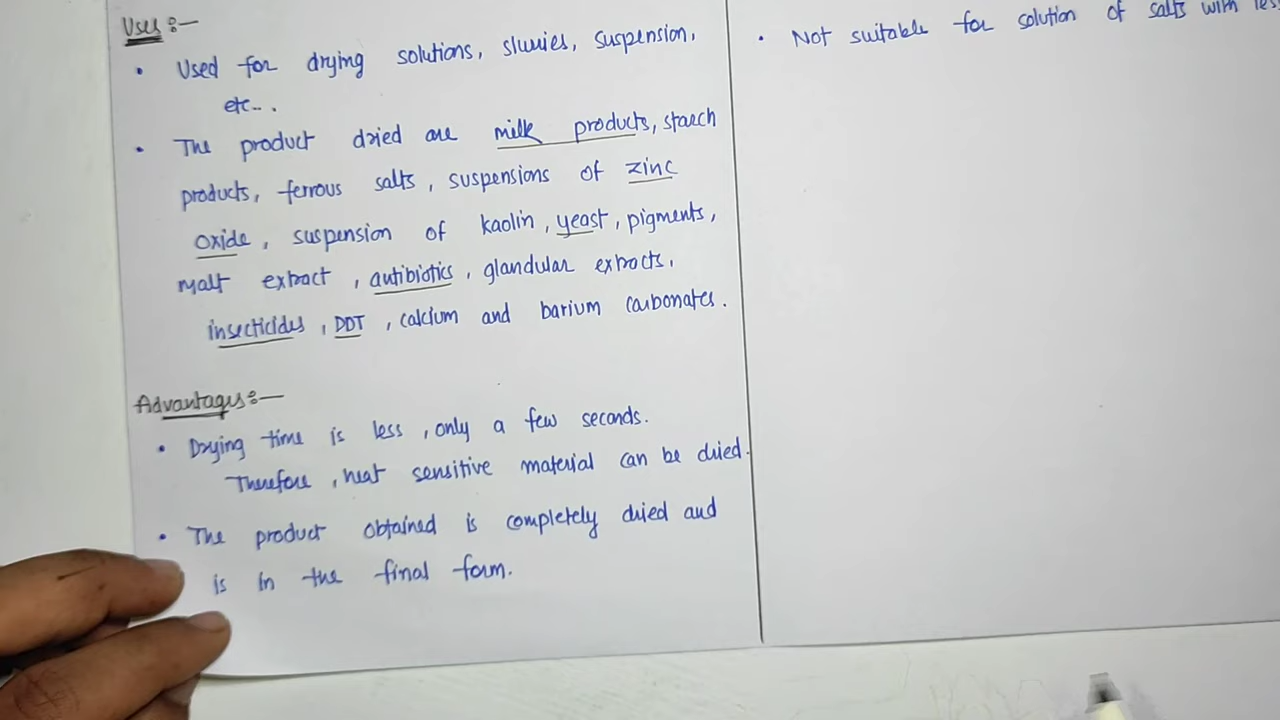 Uses:-
• Used for drying solutions, slurries, suspension,
etc...
• The product dried are milk products, starch
products, ferrous salts, suspensions of zinc
oxide, suspension of kaolin, yeast, pigments,
malt extract, antibiotics, glandular extracts,
insecticides, DDT, calcium and barium carbonates.
Advantages:-
• Drying time is less, only a few seconds.
Therefore, heat sensitive material can be dried.
• The product obtained is completely dried and
is in the final form.
• Not suitable for solution of salts with les